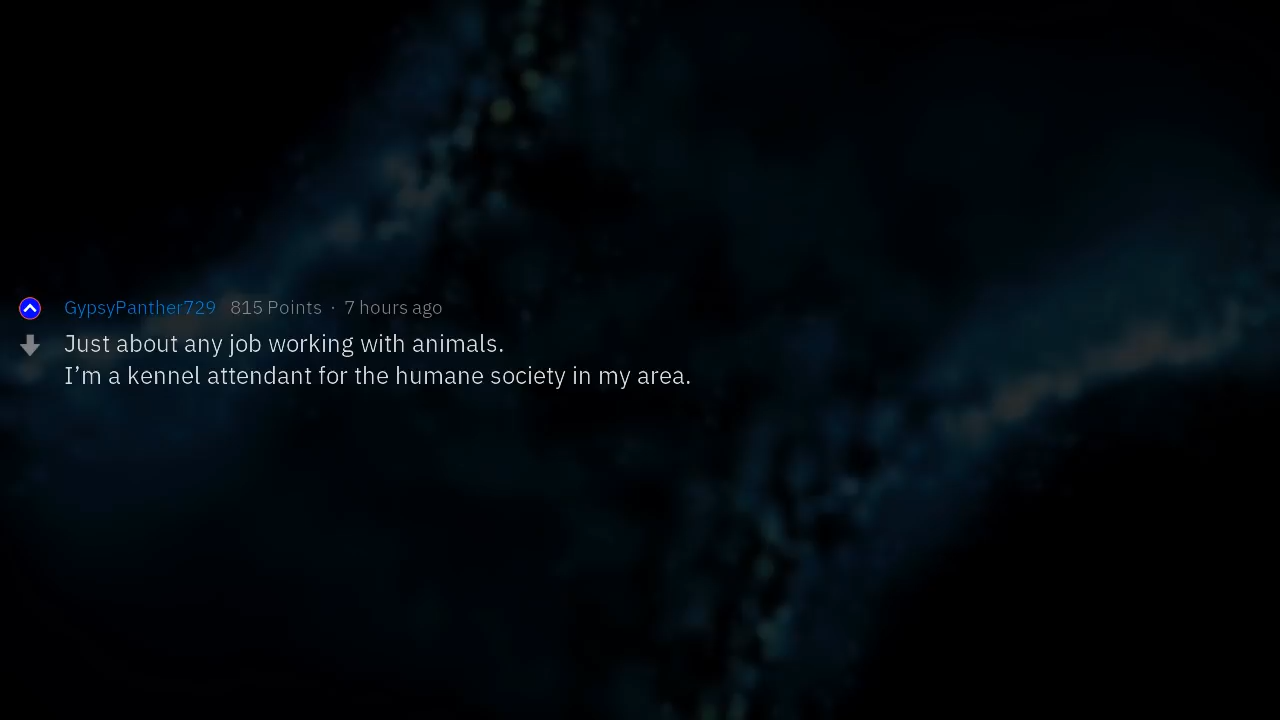 GypsyPanther729 815 Points · 7 hours ago
Just about any job working with animals.
I’m a kennel attendant for the humane society in my area.